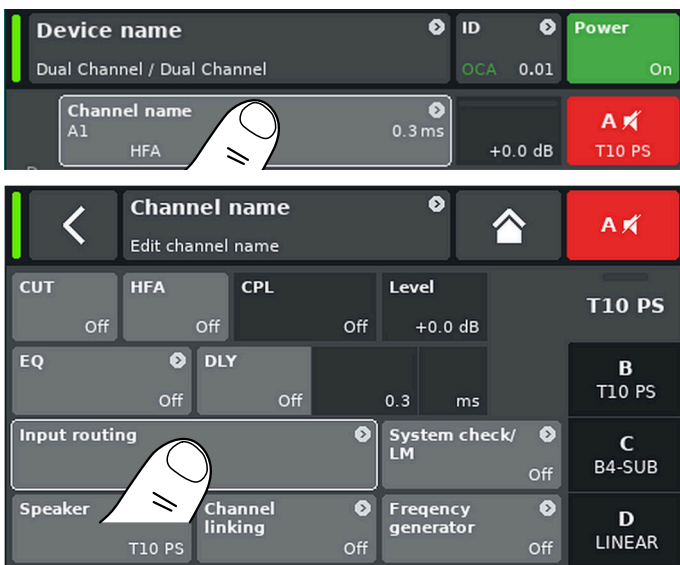 Device name
ID
Power
Dual Channel / Dual Channel
OCA 0.01
On
Channel name
A1
0.3 ms
HFA
+0.0 dB
A
T10 PS
Channel name
Edit channel name
A
CUT
Off
HFA
Off
CPL
Off
Level
+0.0 dB
T10 PS
EQ
Off
DLY
Off
0.3
ms
B
T10 PS
Input routing
System check/
LM
Off
C
B4-SUB
Speaker
T10 PS
Channel
linking
Off
Freqency
generator
Off
D
LINEAR